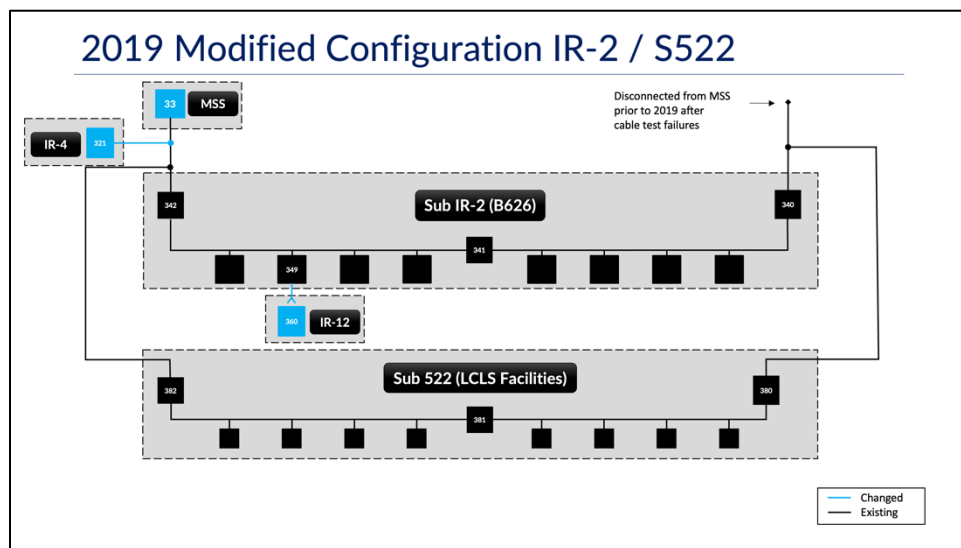 2019 Modified Configuration IR-2 / S522
33
MSS
Disconnected from MSS
prior to 2019 after
cable test failures
IR-4
321
342
Sub IR-2 (B626)
340
341
349
360
IR-12
382
Sub 522 (LCLS Facilities)
380
381
Changed
Existing